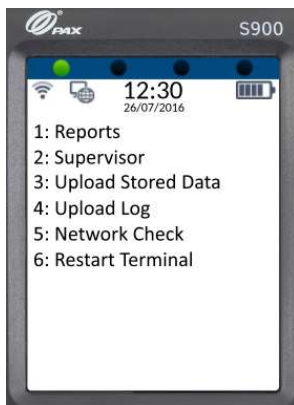 PAX S900
12:30
26/07/2016
1: Reports
2: Supervisor
3: Upload Stored Data
4: Upload Log
5: Network Check
6: Restart Terminal